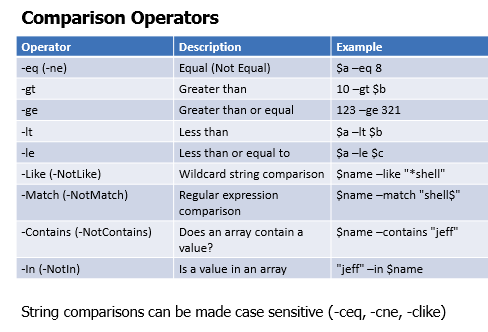 Comparison Operators
Operator Description Example
-eq (-ne) Equal (Not Equal) $a –eq 8
-gt Greater than 10 –gt $b
-ge Greater than or equal 123 –ge 321
-lt Less than $a –lt $b
-le Less than or equal to $a –le $c
-Like (-NotLike) Wildcard string comparison $name –like "*shell"
-Match (-NotMatch) Regular expression $name –match "shell$"
comparison
-Contains (-NotContains) Does an array contain a $name –contains "jeff"
value?
-In (-NotIn) Is a value in an array "jeff" –in $name
String comparisons can be made case sensitive (-ceq, -cne, -clike)